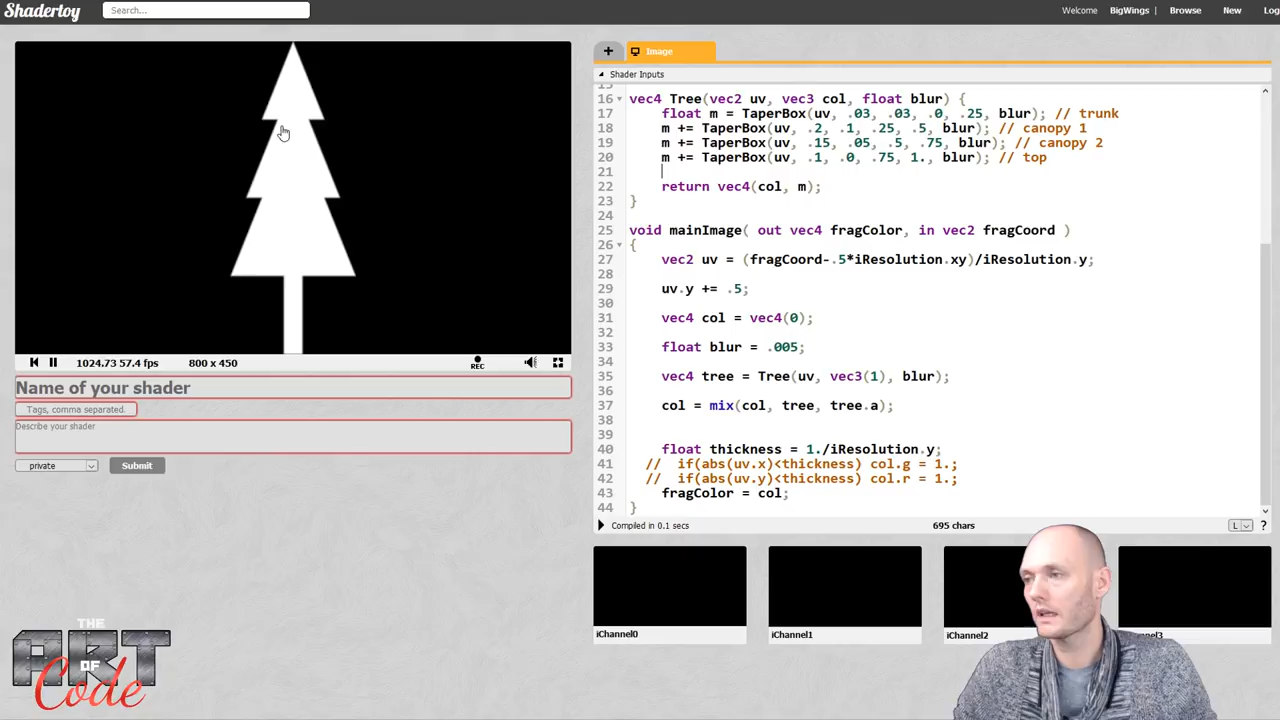 Shadertoy
Search...
Welcome BigWings | Browse New Log
+ Image
Shader Inputs
15
16 vec4 Tree(vec2 uv, vec3 col, float blur) {
17 float m = TaperBox(uv, .03, .03, .0, .25, blur); // trunk
18 m += TaperBox(uv, .2, .1, .25, .5, blur); // canopy 1
19 m += TaperBox(uv, .15, .05, .5, .75, blur); // canopy 2
20 m += TaperBox(uv, .1, .0, .75, 1., blur); // top
21
22 return vec4(col, m);
23 }
24
25 void mainImage( out vec4 fragColor, in vec2 fragCoord )
26 {
27 vec2 uv = (fragCoord-.5*iResolution.xy)/iResolution.y;
28
29 uv.y += .5;
30
31 vec4 col = vec4(0);
32
33 float blur = .005;
34
35 vec4 tree = Tree(uv, vec3(1), blur);
36
37 col = mix(col, tree, tree.a);
38
39
40 float thickness = 1./iResolution.y;
41 // if(abs(uv.x)<thickness) col.g = 1.;
42 // if(abs(uv.y)<thickness) col.r = 1.;
43 fragColor = col;
44 }
1024.73 57.4 fps 800 x 450 REC
Name of your shader
Tags, comma separated.
Describe your shader
private Submit
Compiled in 0.1 secs 695 chars L ?
iChannel0 iChannel1 iChannel2
THE
ART
OF
Code